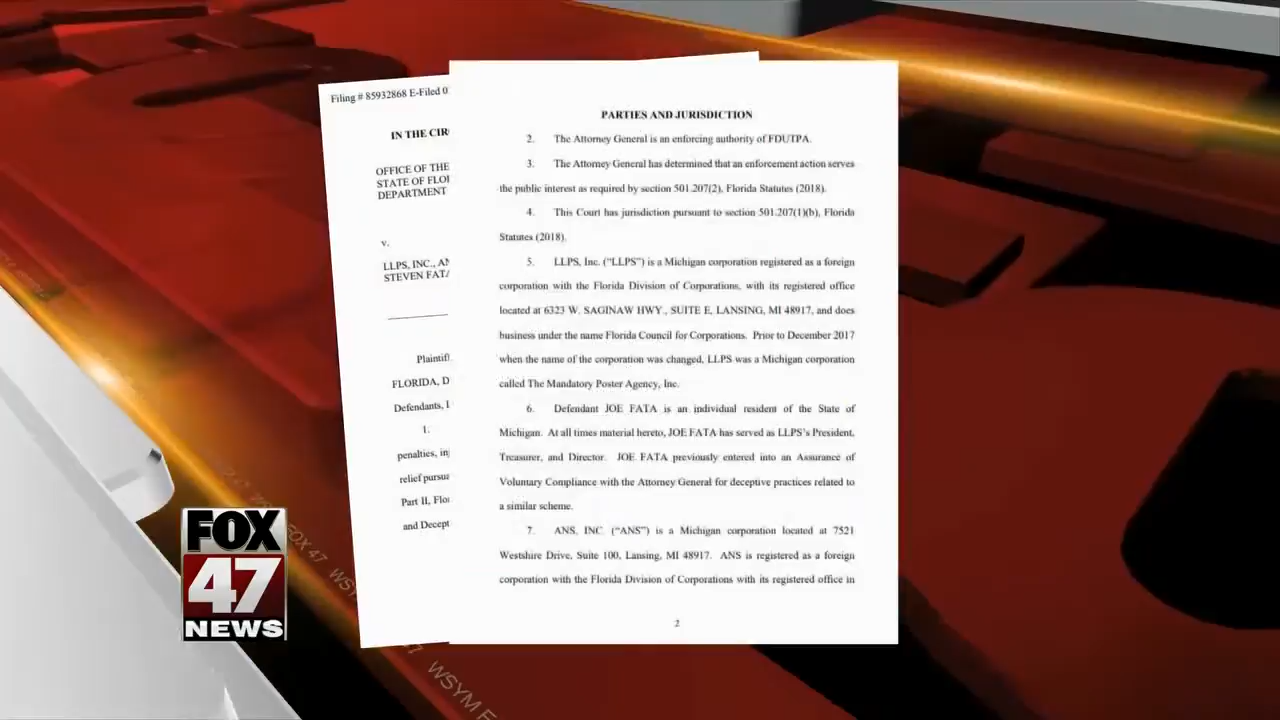 Filing # 85932868 E-Filed 0
IN THE CIR
OFFICE OF THE
STATE OF FLOI
DEPARTMENT
v.
LLPS, INC., AN
STEVEN FATA
Plaintiff
FLORIDA, D
Defendants, I
1.
penalties, inj
relief pursua
Part II, Flor
and Decept
PARTIES AND JURISDICTION
2. The Attorney General is an enforcing authority of FDUTPA.
3. The Attorney General has determined that an enforcement action serves
the public interest as required by section 501.207(2), Florida Statutes (2018).
4. This Court has jurisdiction pursuant to section 501.207(1)(b), Florida
Statutes (2018).
5. LLPS, Inc. (“LLPS”) is a Michigan corporation registered as a foreign
corporation with the Florida Division of Corporations, with its registered office
located at 6323 W. SAGINAW HWY., SUITE E, LANSING, MI 48917, and does
business under the name Florida Council for Corporations. Prior to December 2017
when the name of the corporation was changed, LLPS was a Michigan corporation
called The Mandatory Poster Agency, Inc.
6. Defendant JOE FATA is an individual resident of the State of
Michigan. At all times material hereto, JOE FATA has served as LLPS’s President,
Treasurer, and Director. JOE FATA previously entered into an Assurance of
Voluntary Compliance with the Attorney General for deceptive practices related to
a similar scheme.
7. ANS, INC. (“ANS”) is a Michigan corporation located at 7521
Westshire Drive, Suite 100, Lansing, MI 48917. ANS is registered as a foreign
corporation with the Florida Division of Corporations with its registered office in
2
FOX
47
NEWS
FOX 47
WSYM F